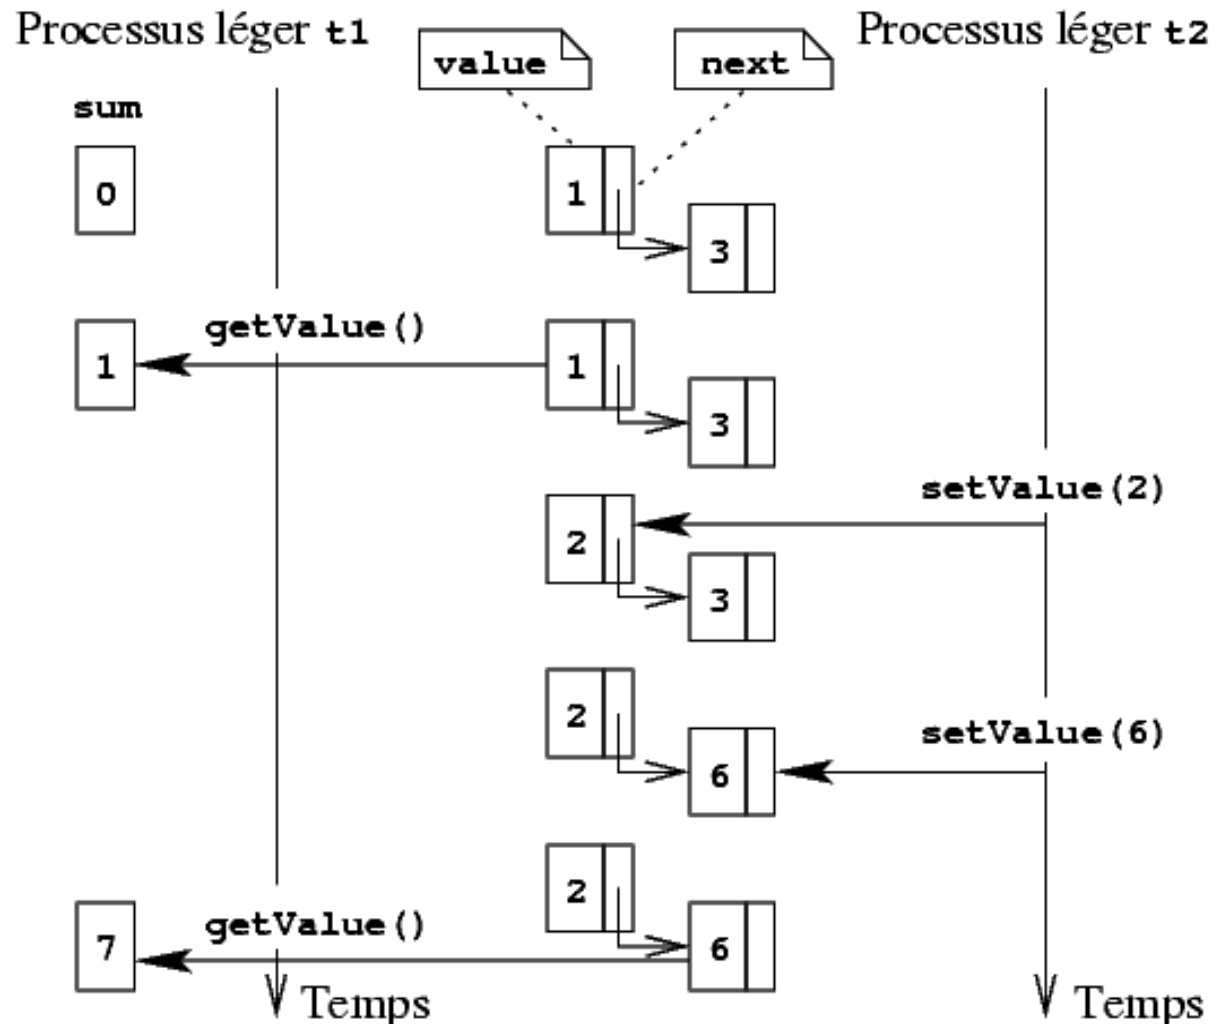 Processus léger t1
value
next
Processus léger t2
sum
0
1
3
getValue()
1
1
3
setValue(2)
2
3
setValue(6)
2
6
2
getValue()
7
6
Temps
Temps